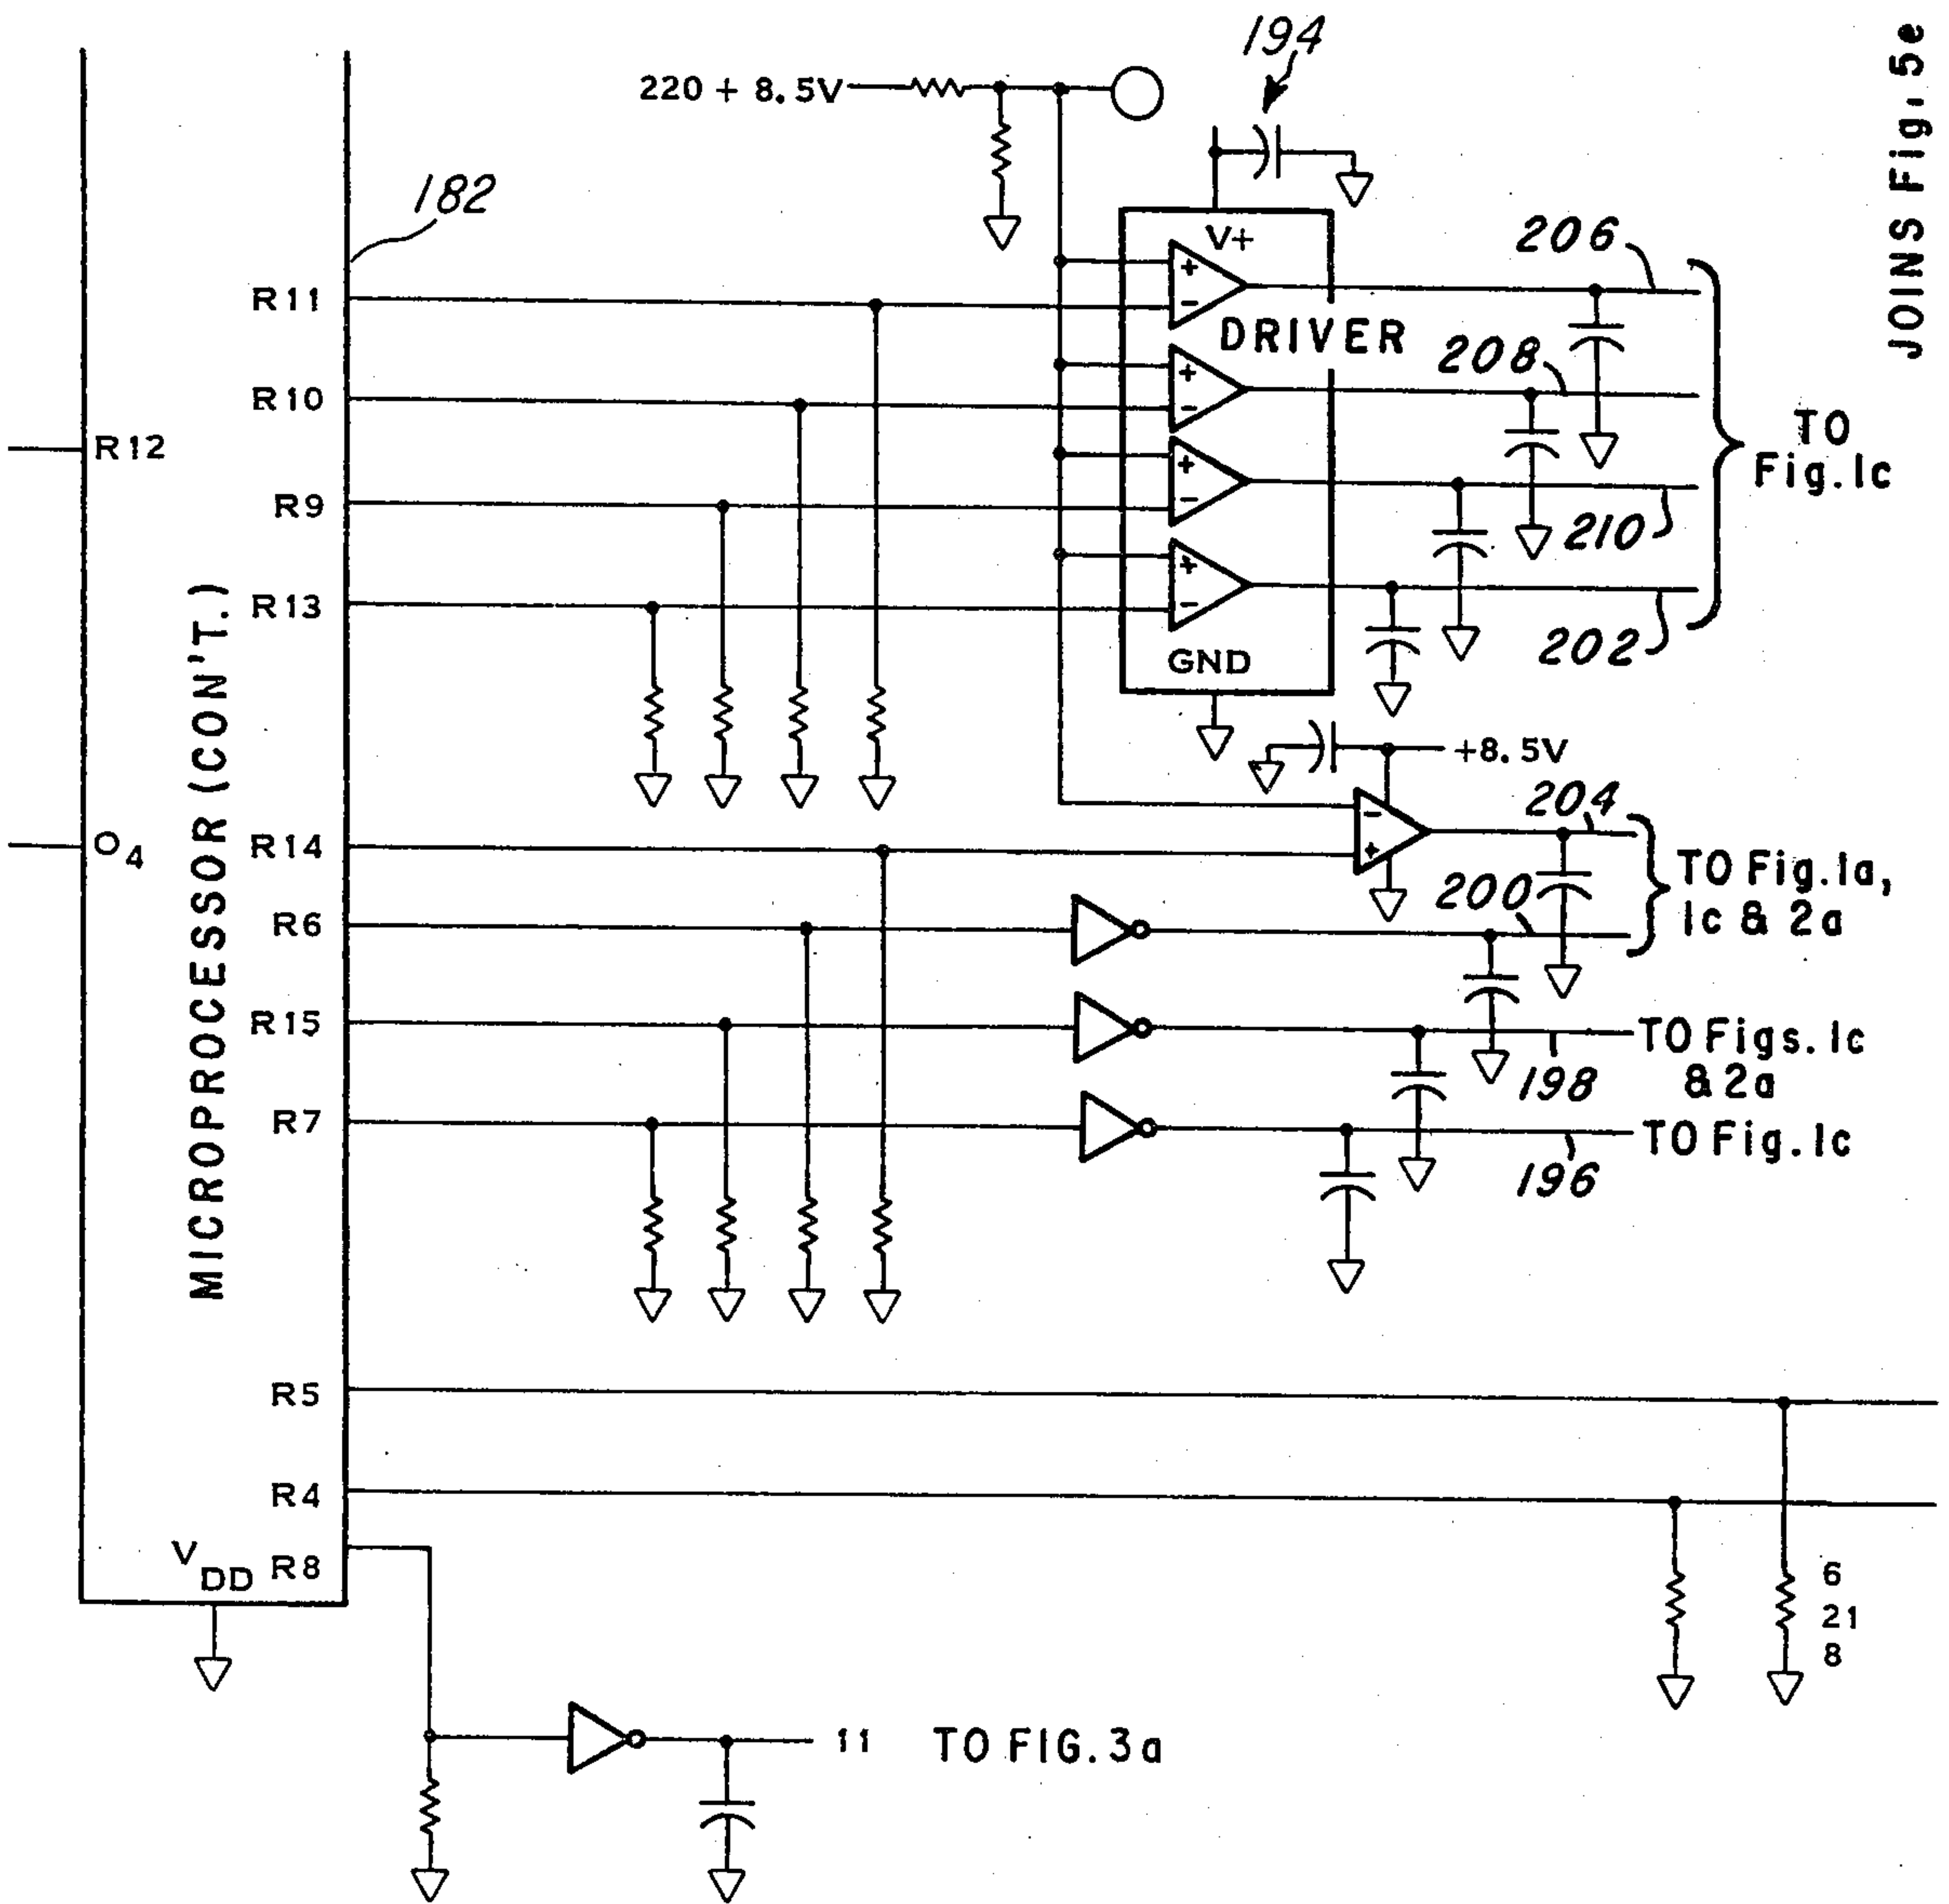 194
JOINS Fig. 5e
220 + 8.5V
182
V+
206
R11
DRIVER
208
R10
TO
Fig. 1c
R12
R9
210
R13
202
GND
MICROPROCESSOR (CON'T.)
+8.5V
204
O4
R14
TO Fig. 1a,
1c & 2a
200
R6
R15
TO Figs. 1c
& 2a
198
R7
TO Fig. 1c
196
R5
R4
VDD
R8
6
21
8
11
TO FIG. 3a
+
-
+
-
+
-
+
-
-
+